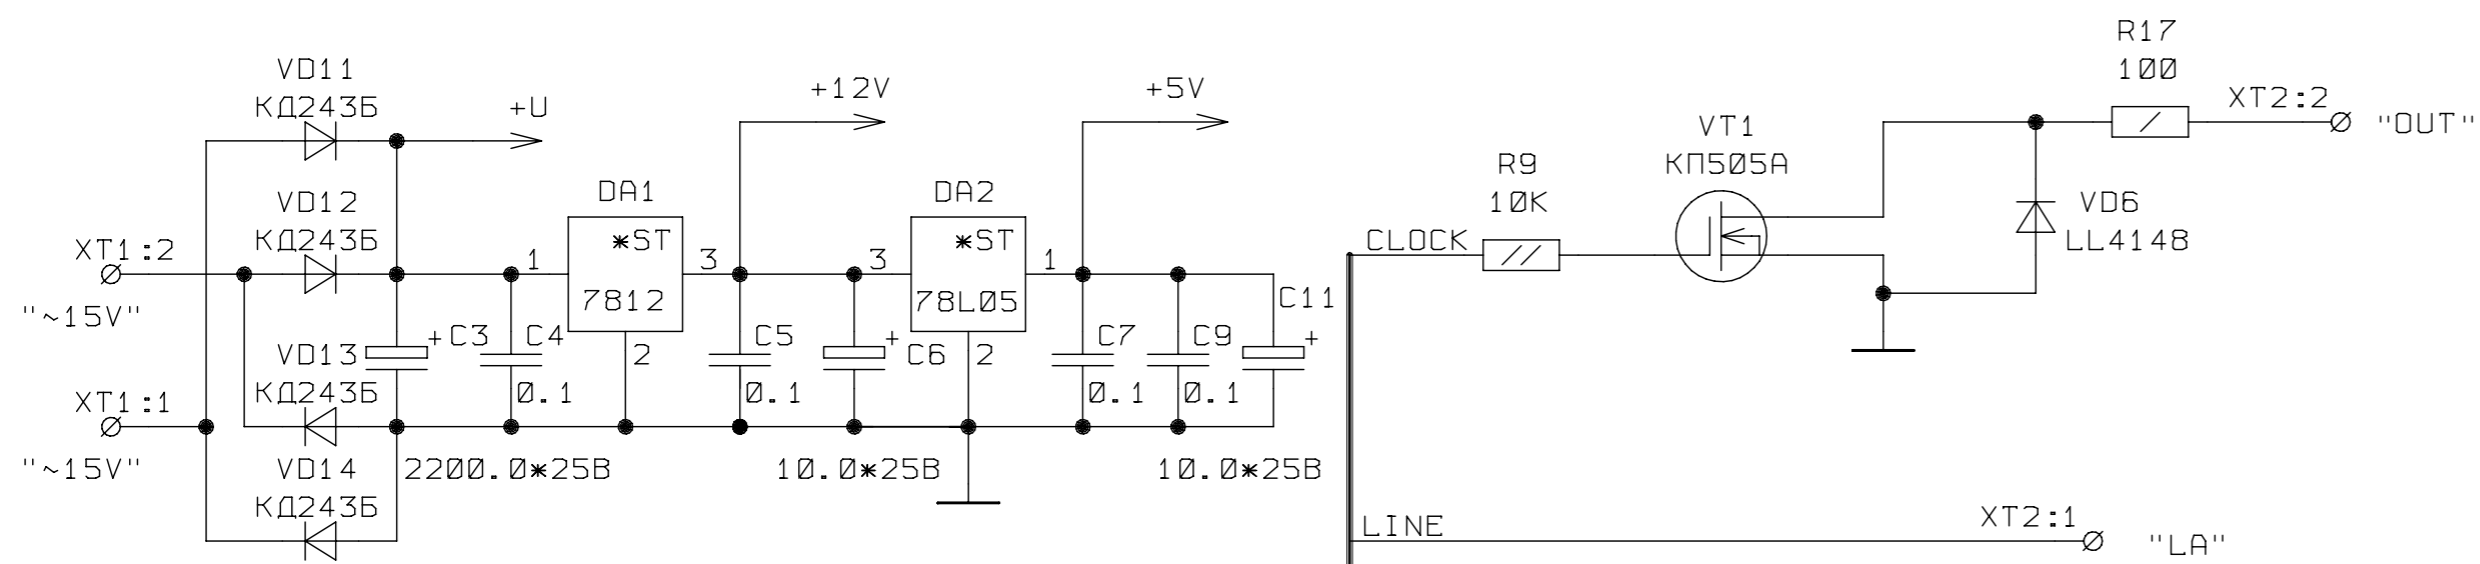 VD11
КД243Б
+U
VD12
КД243Б
XT1:2
"~15V"
VD13
КД243Б
XT1:1
"~15V"
VD14
КД243Б
+
C3
2200.0*25В
C4
0.1
DA1
*ST
7812
1
3
2
+12V
C5
0.1
+
C6
10.0*25В
DA2
*ST
78L05
3
1
2
+5V
C7
0.1
C9
0.1
C11
+
10.0*25В
CLOCK
R9
10K
VT1
КП505А
R17
100
XT2:2
"OUT"
VD6
LL4148
LINE
XT2:1
"LA"